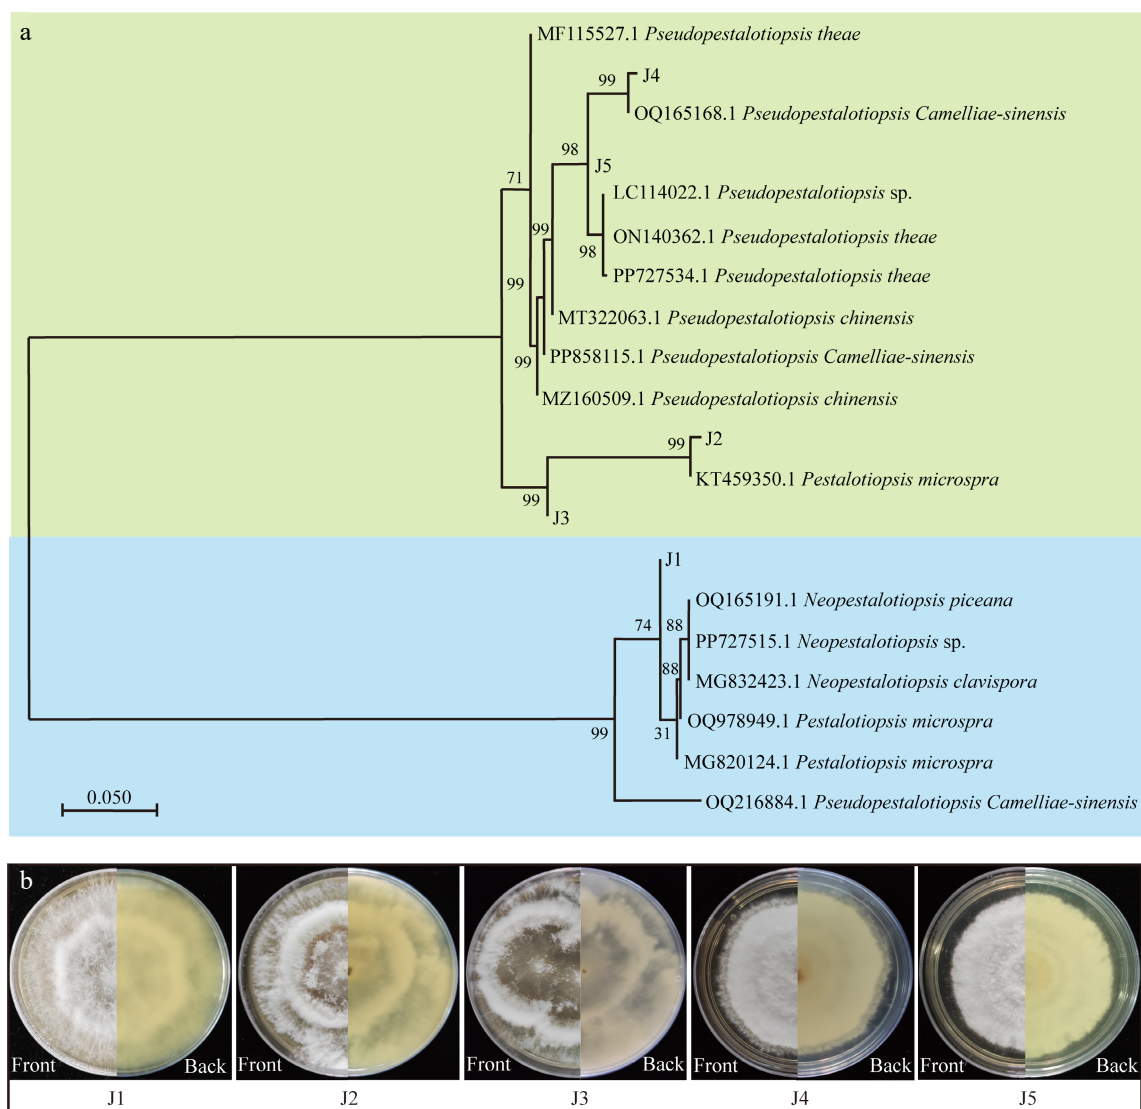 a
MF115527.1 Pseudopestalotiopsis theae
99
J4
OQ165168.1 Pseudopestalotiopsis Camelliae-sinensis
98
J5
71
LC114022.1 Pseudopestalotiopsis sp.
99
ON140362.1 Pseudopestalotiopsis theae
98
PP727534.1 Pseudopestalotiopsis theae
99
MT322063.1 Pseudopestalotiopsis chinensis
99
PP858115.1 Pseudopestalotiopsis Camelliae-sinensis
MZ160509.1 Pseudopestalotiopsis chinensis
99
J2
KT459350.1 Pestalotiopsis microspra
99
J3
J1
OQ165191.1 Neopestalotiopsis piceana
74
88
PP727515.1 Neopestalotiopsis sp.
88
MG832423.1 Neopestalotiopsis clavispora
OQ978949.1 Pestalotiopsis microspra
99
31
MG820124.1 Pestalotiopsis microspra
0.050
OQ216884.1 Pseudopestalotiopsis Camelliae-sinensis
b
Front Back
Front Back
Front Back
Front Back
Front Back
J1 J2 J3 J4 J5